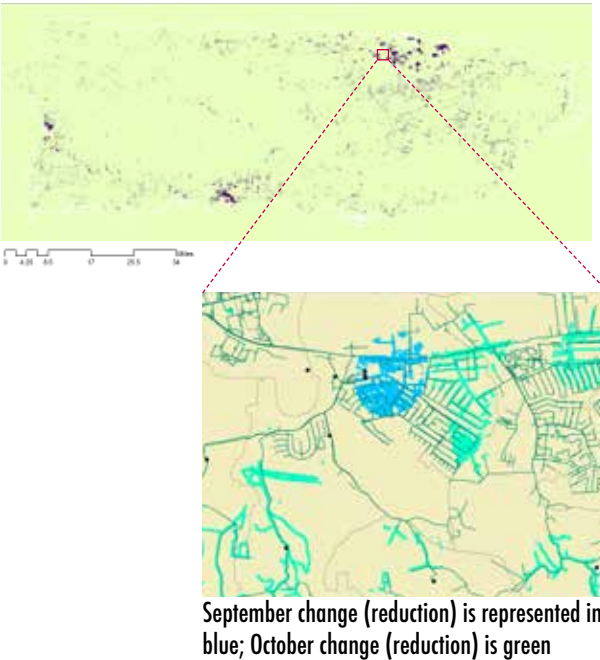 0 4.25 8.5 17 25.5 34 Miles
September change (reduction) is represented in
blue; October change (reduction) is green